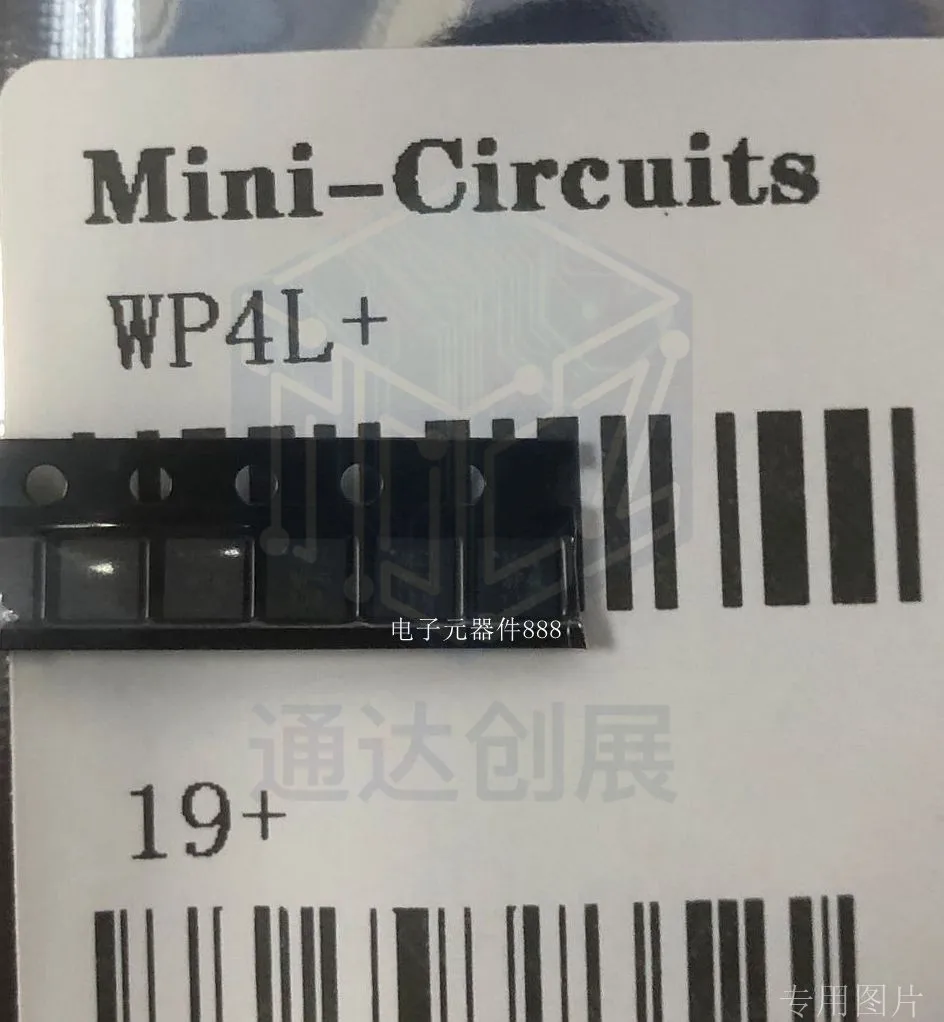 Mini-Circuits
WP4L+
电子元器件888
通达创展
19+
专用图片